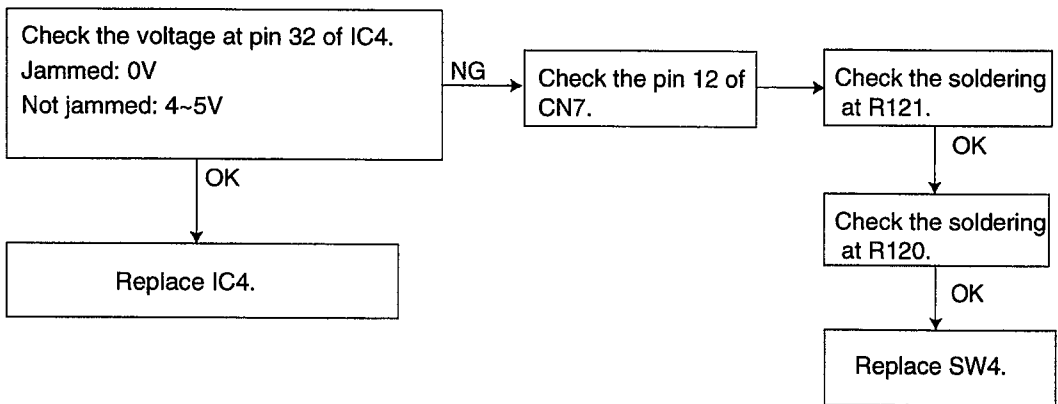 Check the voltage at pin 32 of IC4.
Jammed: 0V
Not jammed: 4~5V
NG
Check the pin 12 of
CN7.
Check the soldering
at R121.
OK
OK
Check the soldering
at R120.
Replace IC4.
OK
Replace SW4.